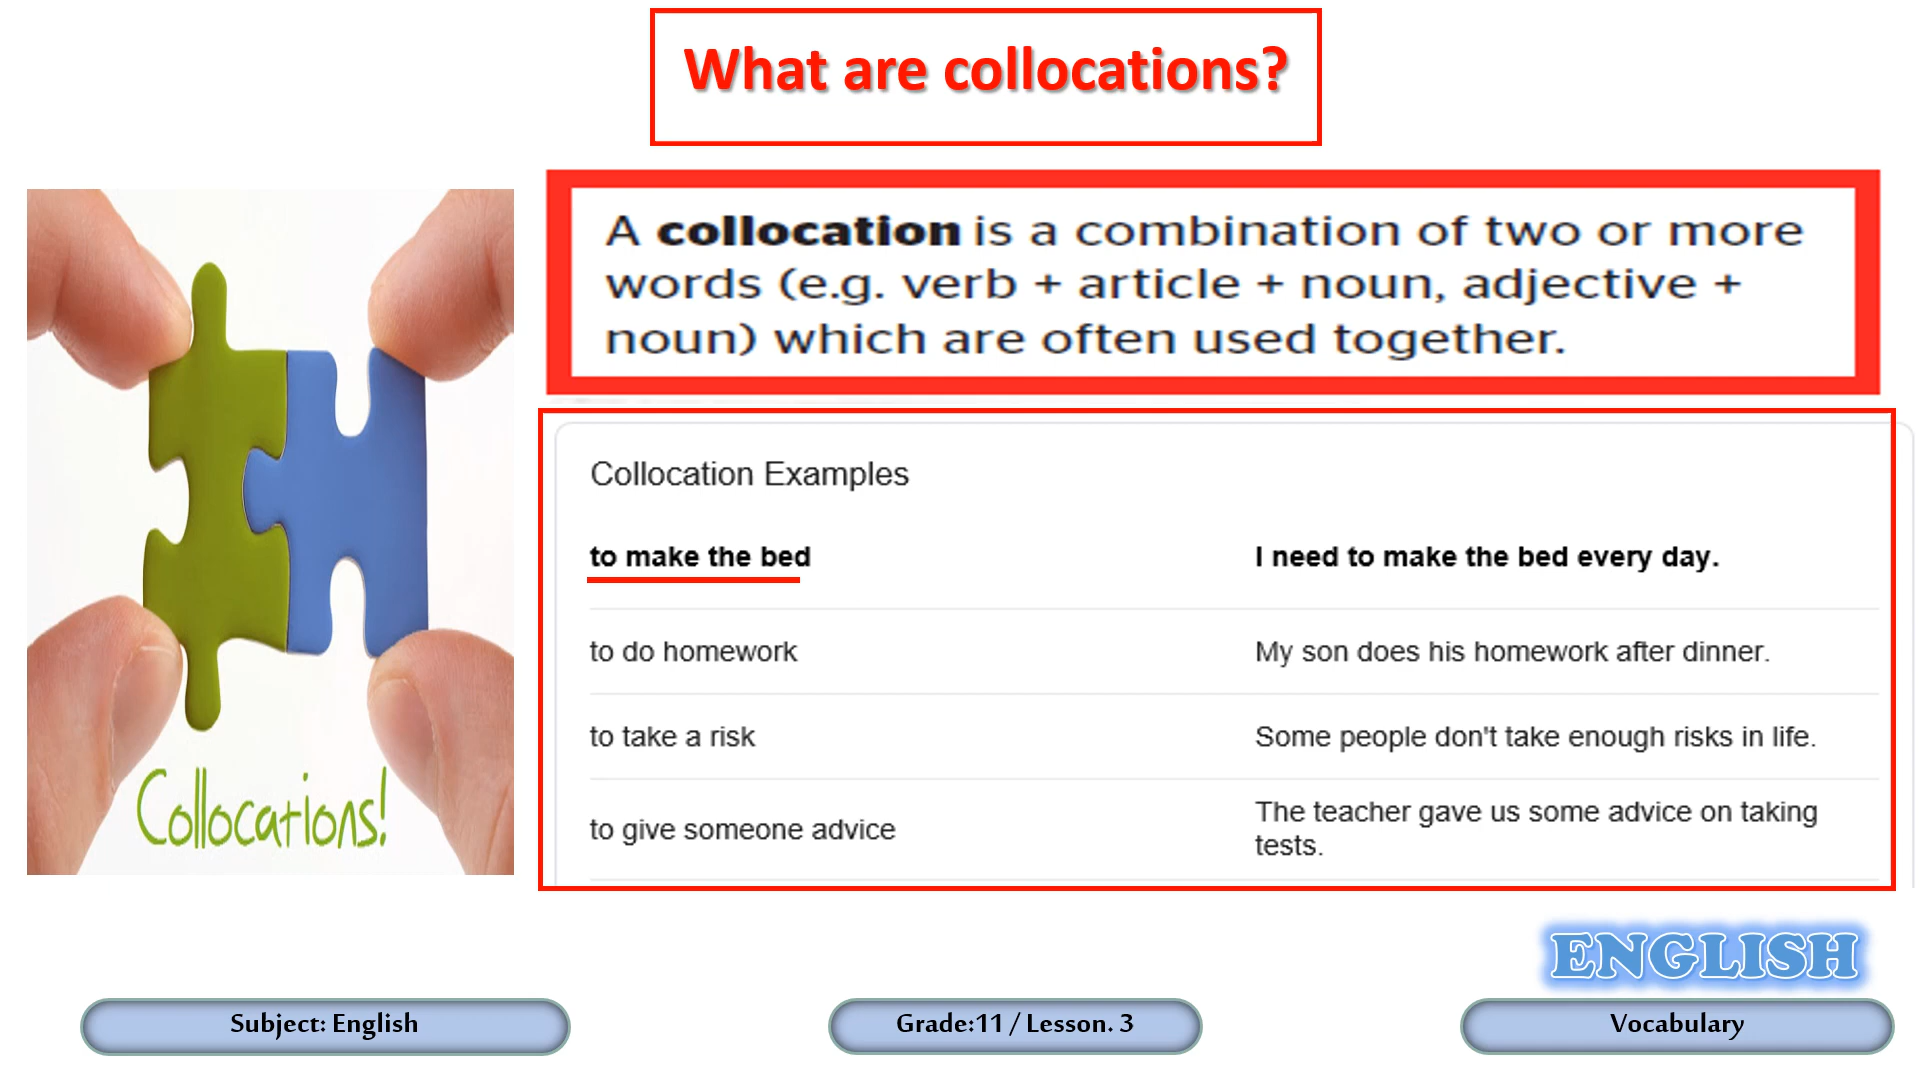 What are collocations?
A collocation is a combination of two or more
words (e.g. verb + article + noun, adjective +
noun) which are often used together.
Collocations!
Collocation Examples
to make the bed
I need to make the bed every day.
to do homework
My son does his homework after dinner.
to take a risk
Some people don't take enough risks in life.
to give someone advice
The teacher gave us some advice on taking
tests.
ENGLISH
Subject: English
Grade:11 / Lesson. 3
Vocabulary